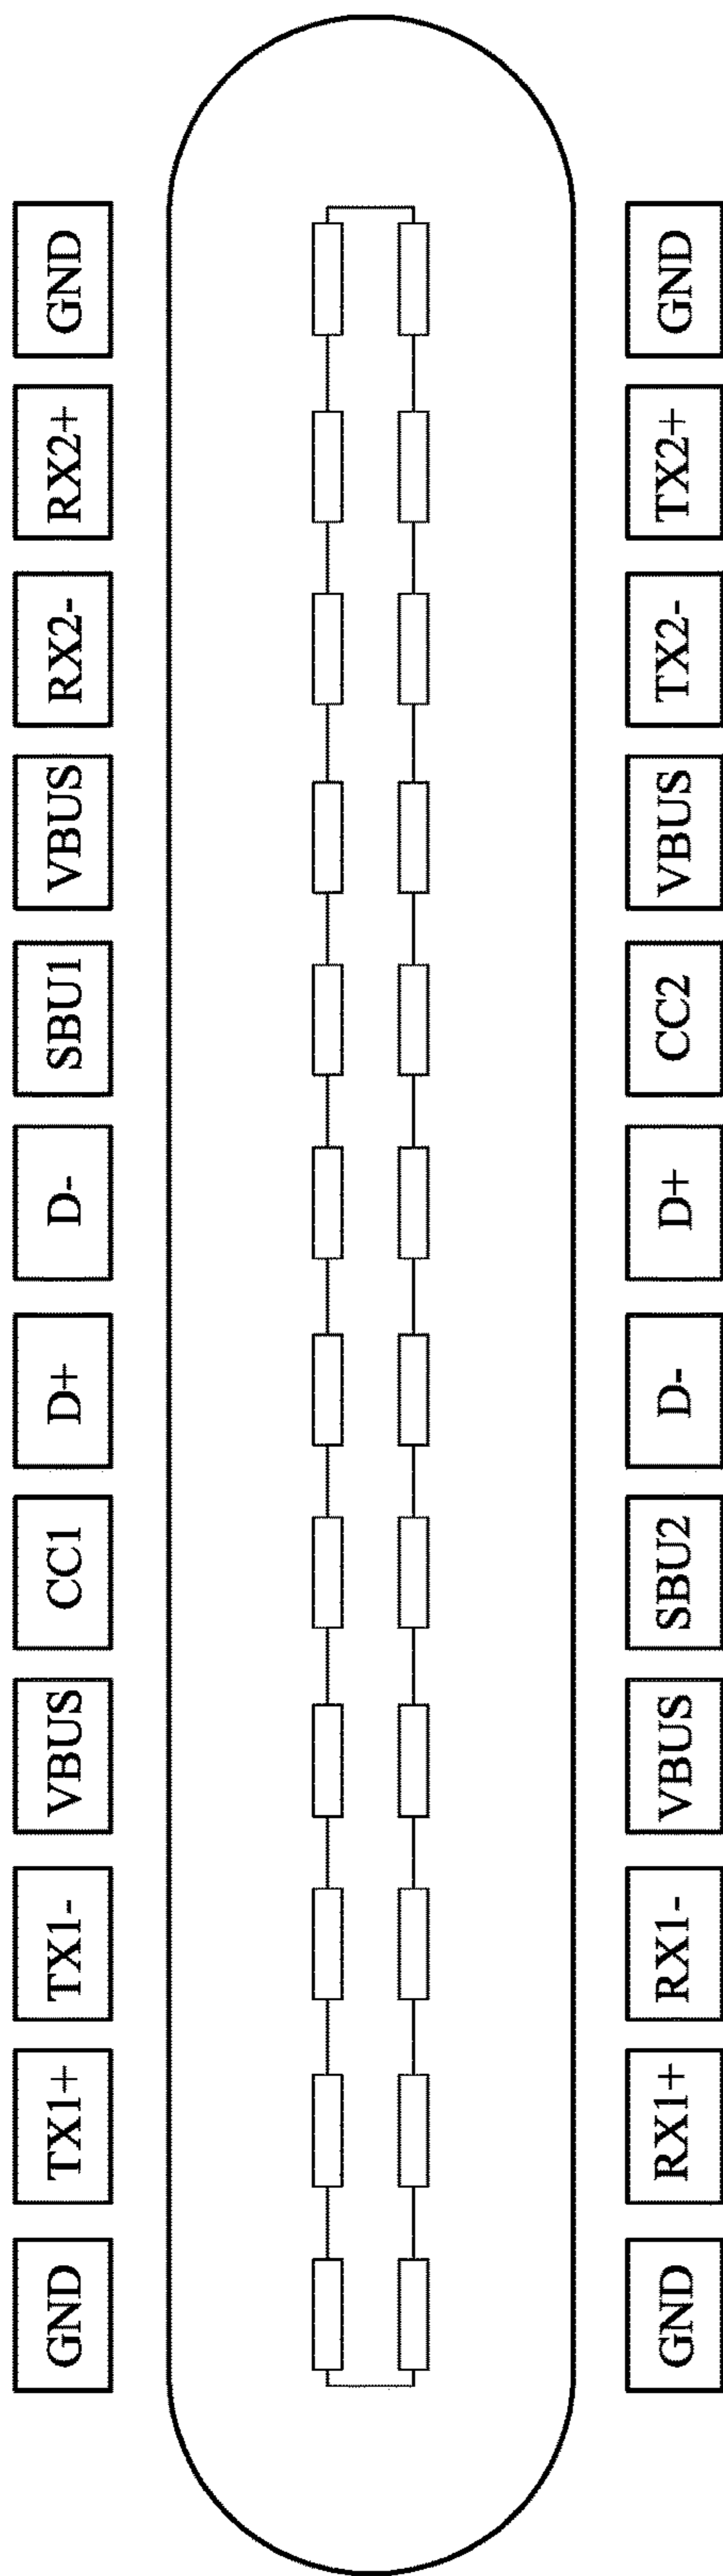 GND TX1+ TX1- VBUS CC1 D+ D- SBU1 VBUS RX2- RX2+ GND
GND RX1+ RX1- VBUS SBU2 D- D+ CC2 VBUS TX2- TX2+ GND